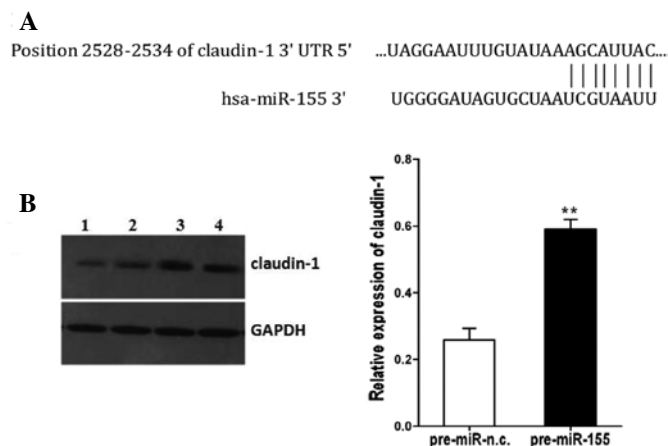 A
Position 2528-2534 of claudin-1 3' UTR 5' ...UAGGAAUUUGUAUAAAGCAUUAC...
hsa-miR-155 3' UGGGGAUAGUGCUAAUCGUAAUU
B
1 2 3 4
claudin-1
GAPDH
Relative expression of claudin-1
0.8
0.6
0.4
0.2
0.0
**
pre-miR-n.c. pre-miR-155